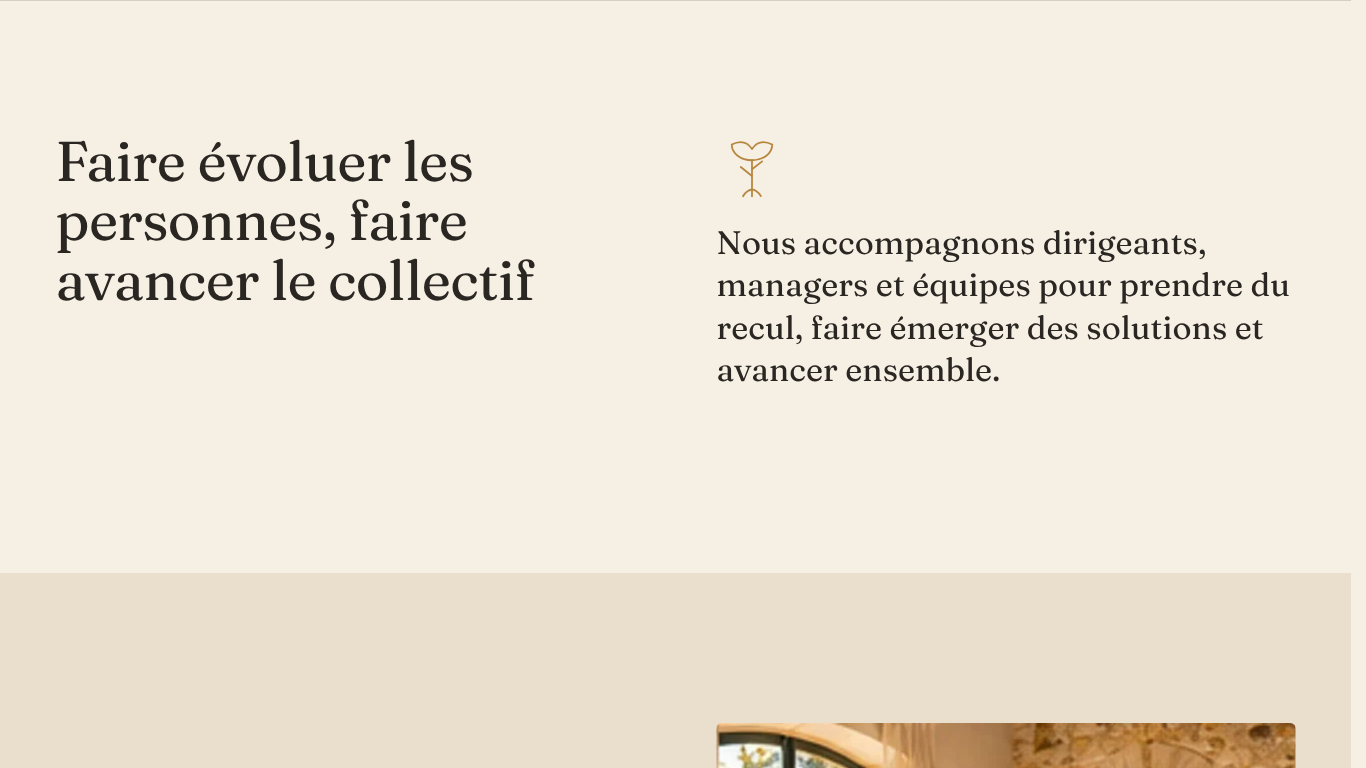 Faire évoluer les
personnes, faire
avancer le collectif
Nous accompagnons dirigeants,
managers et équipes pour prendre du
recul, faire émerger des solutions et
avancer ensemble.